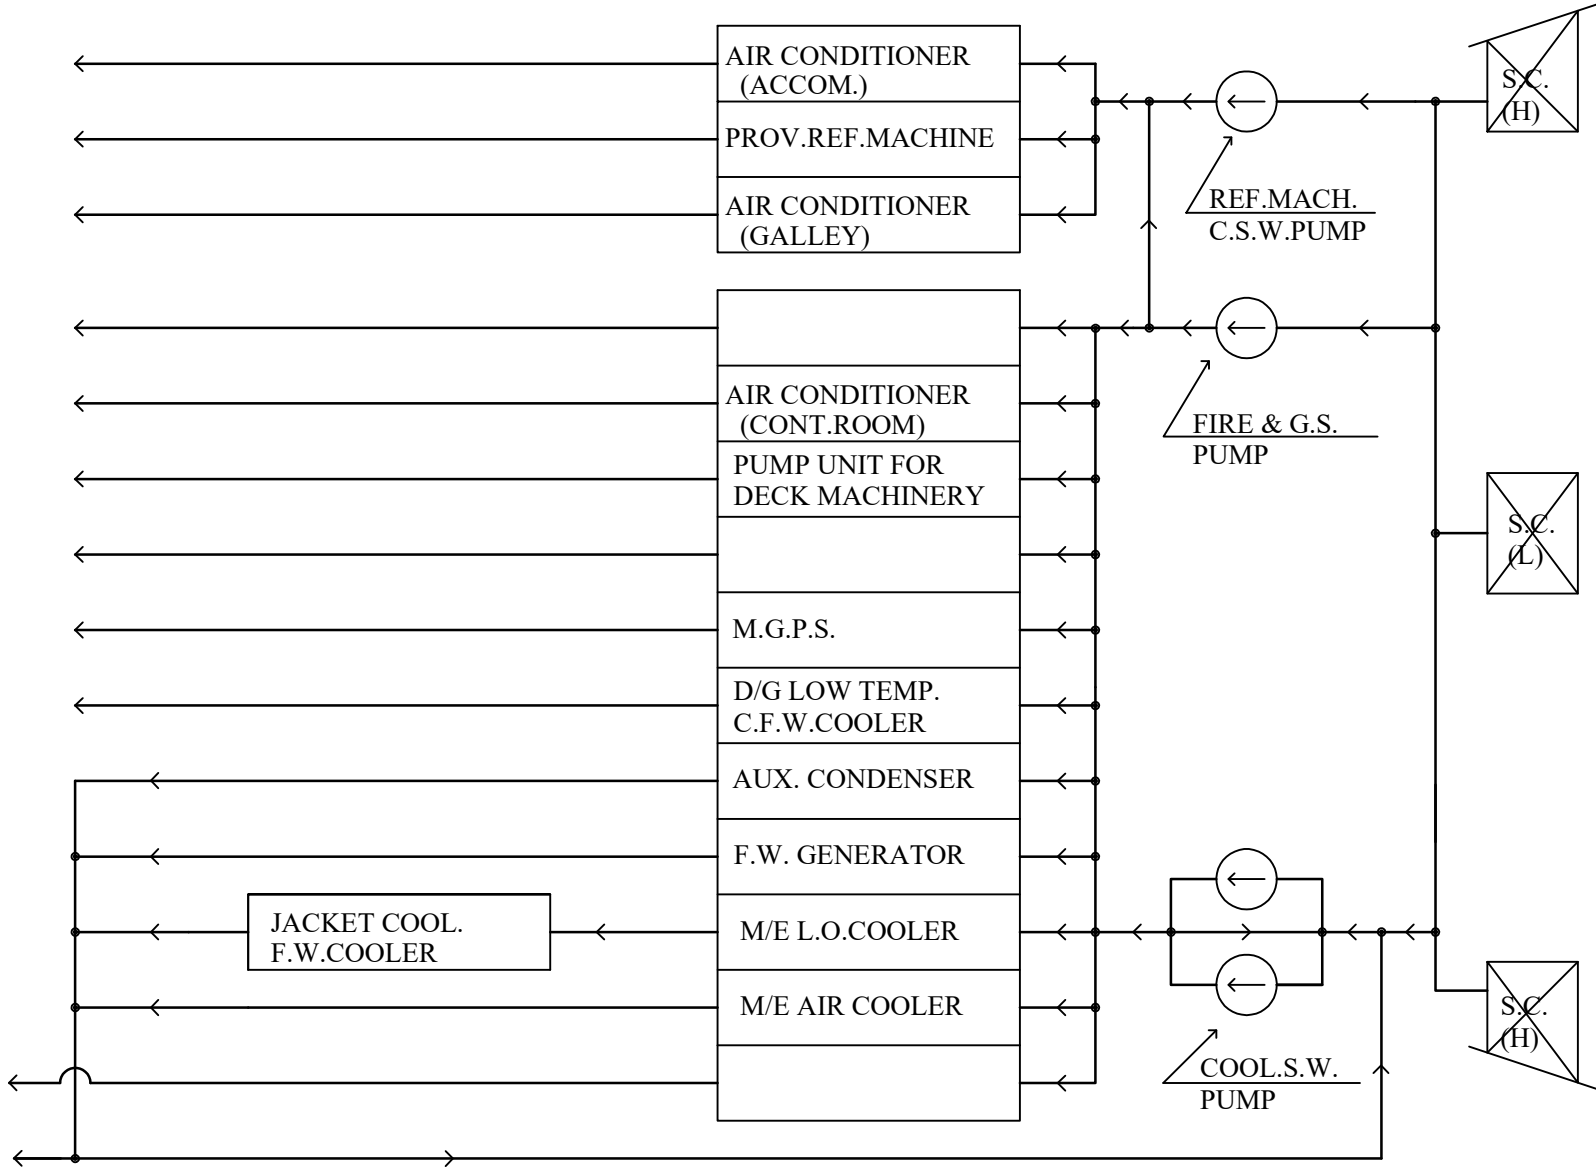 AIR CONDITIONER
(ACCOM.)
PROV.REF.MACHINE
AIR CONDITIONER
(GALLEY)
S.C.
(H)
REF.MACH.
C.S.W.PUMP
AIR CONDITIONER
(CONT.ROOM)
PUMP UNIT FOR
DECK MACHINERY
M.G.P.S.
D/G LOW TEMP.
C.F.W.COOLER
AUX. CONDENSER
F.W. GENERATOR
M/E L.O.COOLER
M/E AIR COOLER
FIRE & G.S.
PUMP
S.C.
(L)
JACKET COOL.
F.W.COOLER
S.C.
(H)
COOL.S.W.
PUMP